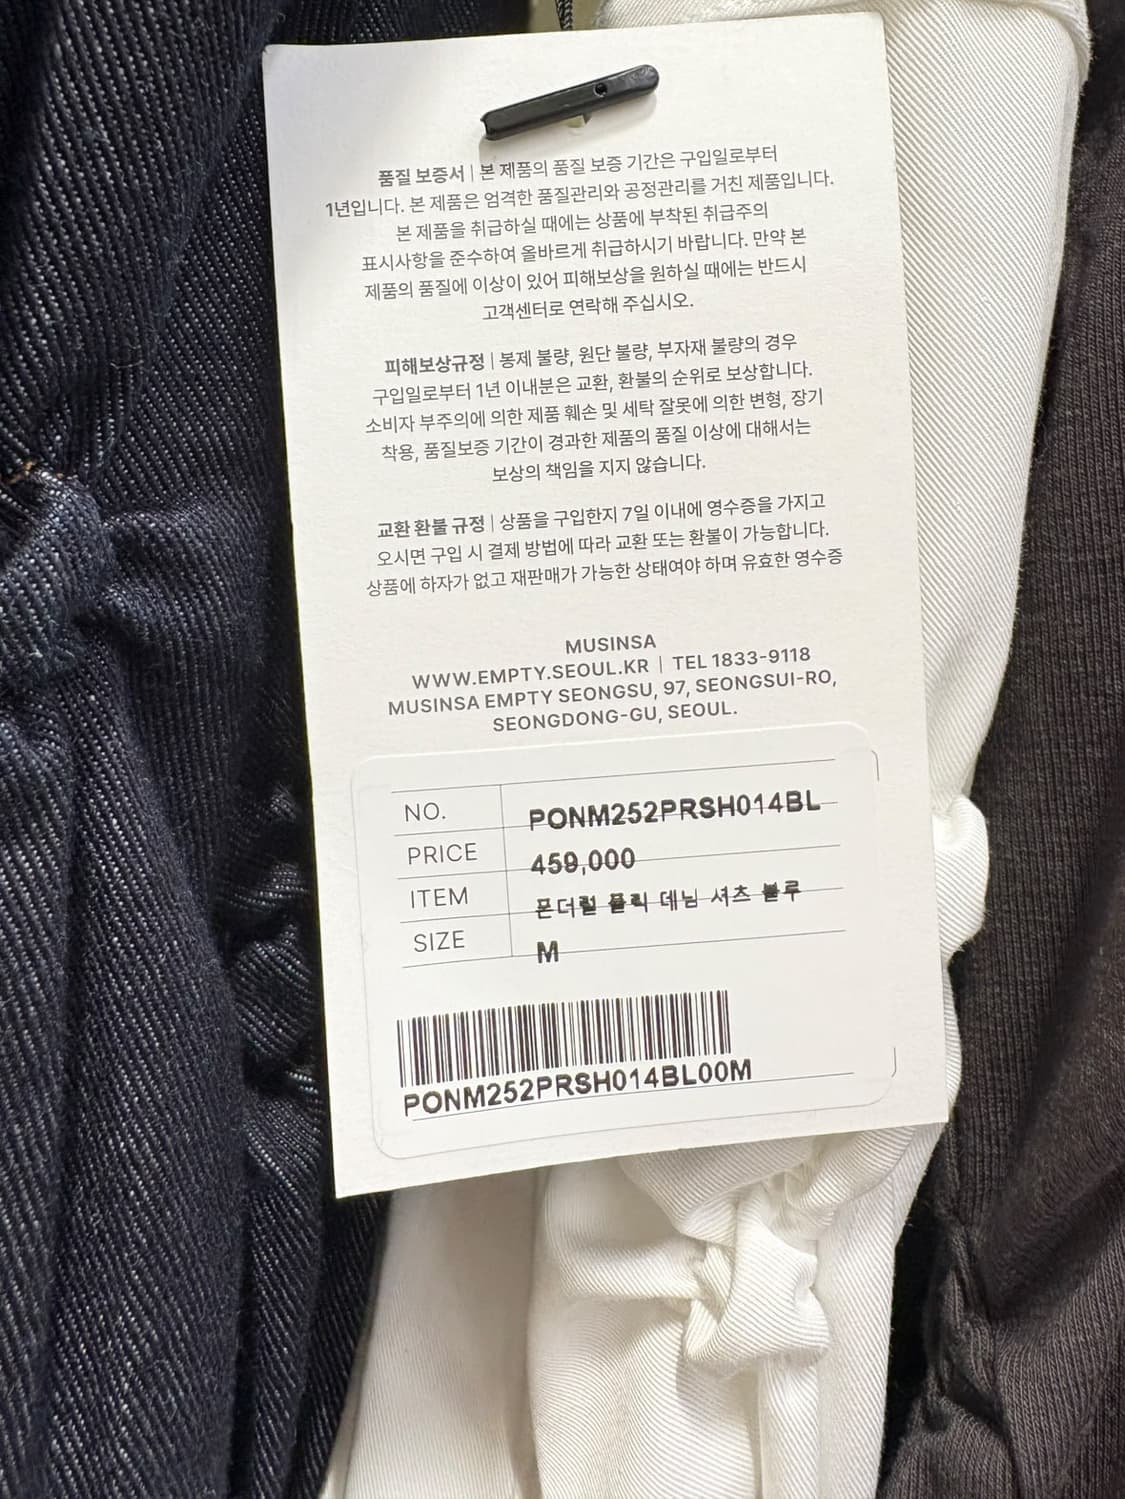 품질 보증서 | 본 제품의 품질 보증 기간은 구입일로부터
1년입니다. 본 제품은 엄격한 품질관리와 공정관리를 거친 제품입니다.
본 제품을 취급하실 때에는 상품에 부착된 취급주의
표시사항을 준수하여 올바르게 취급하시기 바랍니다. 만약 본
제품의 품질에 이상이 있어 피해보상을 원하실 때에는 반드시
고객센터로 연락해 주십시오.
피해보상규정 | 봉제 불량, 원단 불량, 부자재 불량의 경우
구입일로부터 1년 이내분은 교환, 환불의 순위로 보상합니다.
소비자 부주의에 의한 제품 훼손 및 세탁 잘못에 의한 변형, 장기
착용, 품질보증 기간이 경과한 제품의 품질 이상에 대해서는
보상의 책임을 지지 않습니다.
교환 환불 규정 | 상품을 구입한지 7일 이내에 영수증을 가지고
오시면 구입 시 결제 방법에 따라 교환 또는 환불이 가능합니다.
상품에 하자가 없고 재판매가 가능한 상태여야 하며 유효한 영수증
MUSINSA
WWW.EMPTY.SEOUL.KR | TEL 1833-9118
MUSINSA EMPTY SEONGSU, 97, SEONGSUI-RO,
SEONGDONG-GU, SEOUL.
NO. PONM252PRSH014BL
PRICE 459,000
ITEM 폰더럴 플릭 데님 셔츠 블루
SIZE M
PONM252PRSH014BL00M